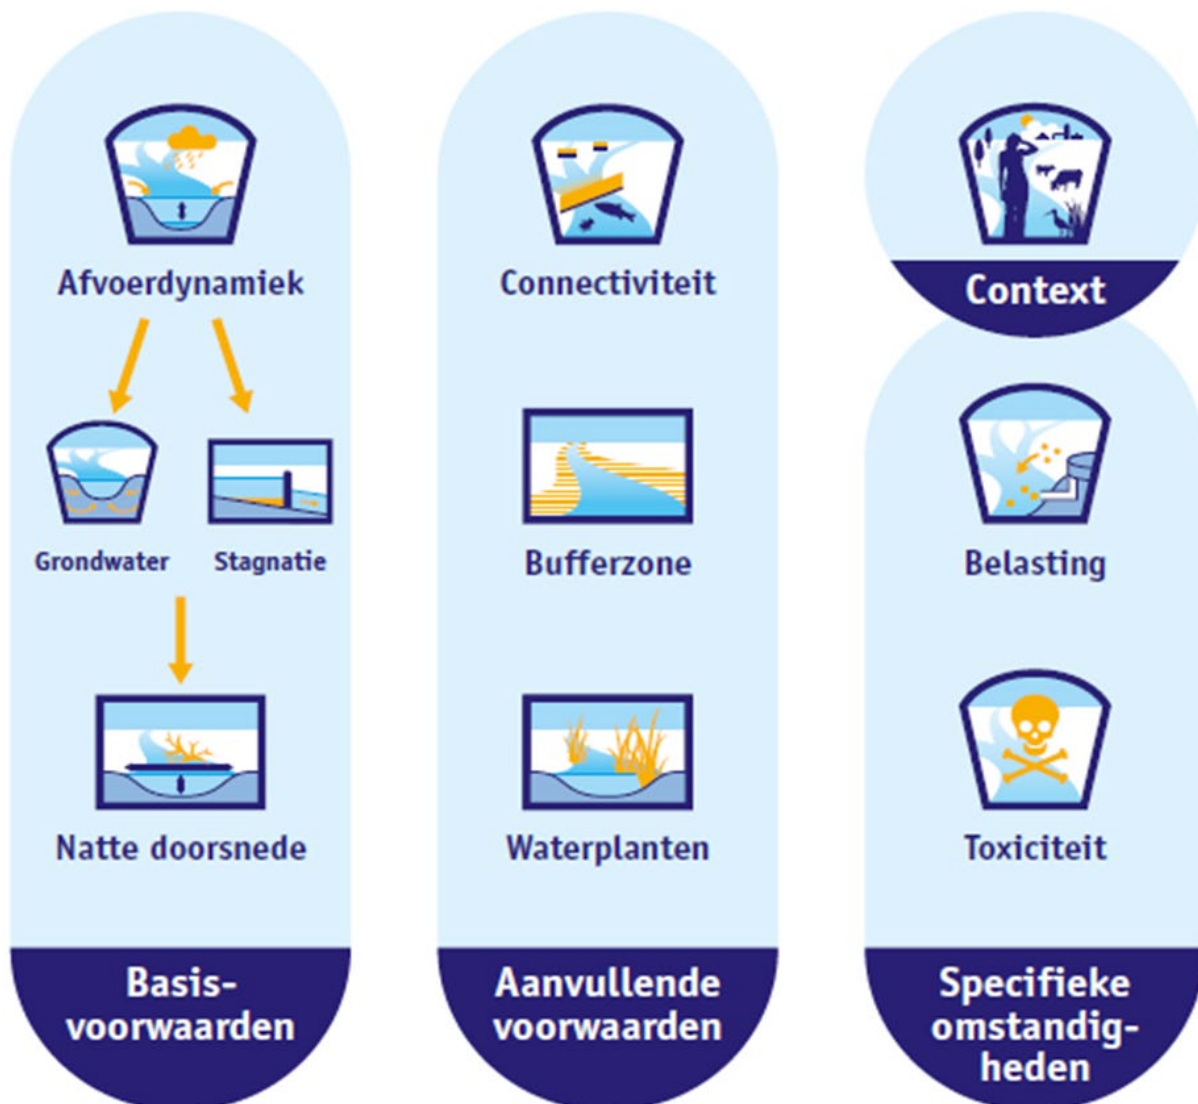 Afvoerdynamiek
Grondwater
Stagnatie
Natte doorsnede
Basis-
voorwaarden
Connectiviteit
Bufferzone
Waterplanten
Aanvullende
voorwaarden
Context
Belasting
Toxiciteit
Specifieke
omstandig-
heden